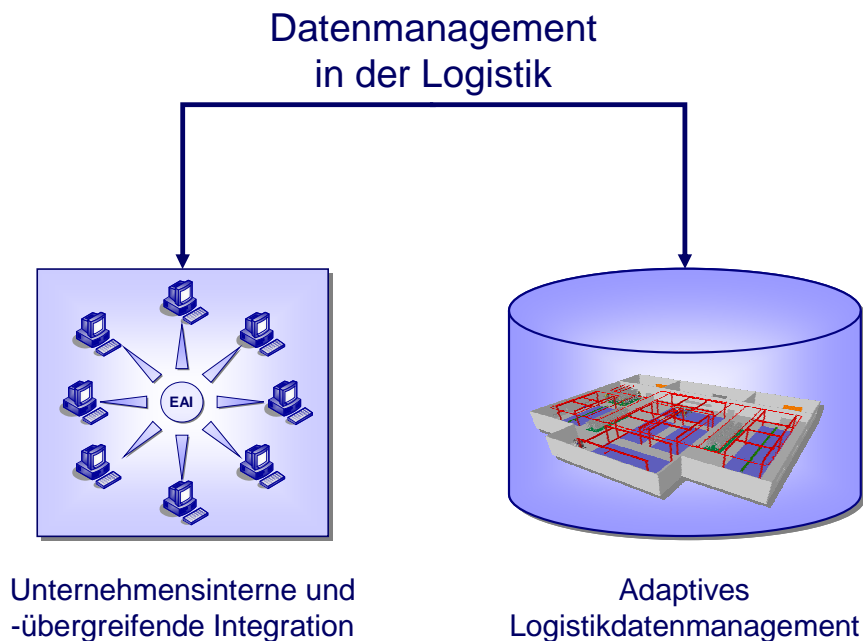 Datenmanagement
in der Logistik
EAI
Unternehmensinterne und
-übergreifende Integration
Adaptives
Logistikdatenmanagement